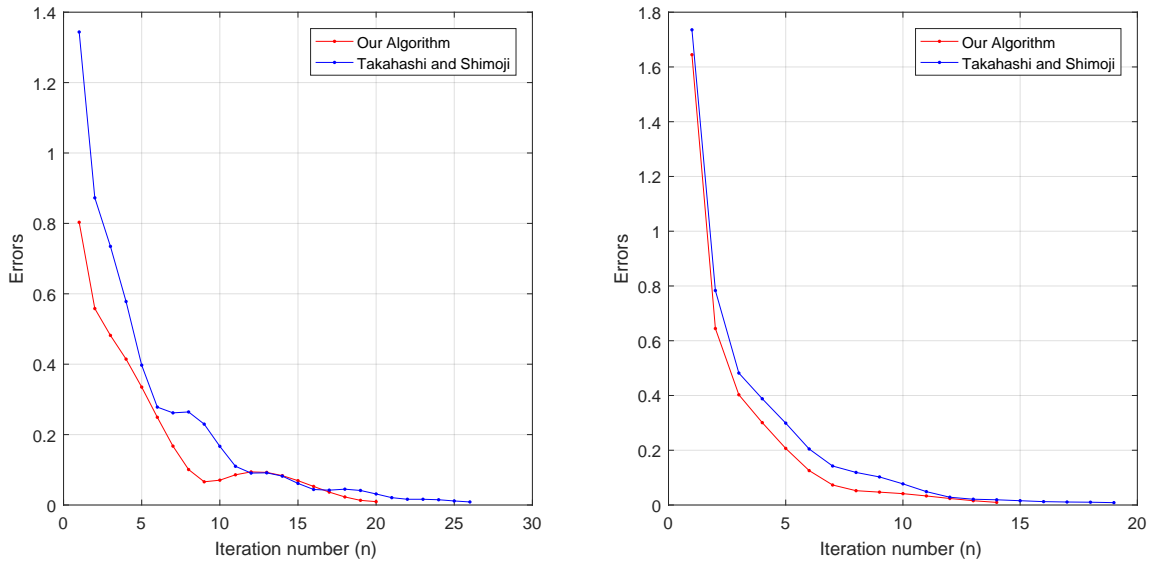 1.4
1.2
1
0.8
0.6
0.4
0.2
0
Errors
0 5 10 15 20 25 30
Iteration number (n)
Our Algorithm
Takahashi and Shimoji
1.8
1.6
1.4
1.2
1
0.8
0.6
0.4
0.2
0
Errors
0 5 10 15 20
Iteration number (n)
Our Algorithm
Takahashi and Shimoji